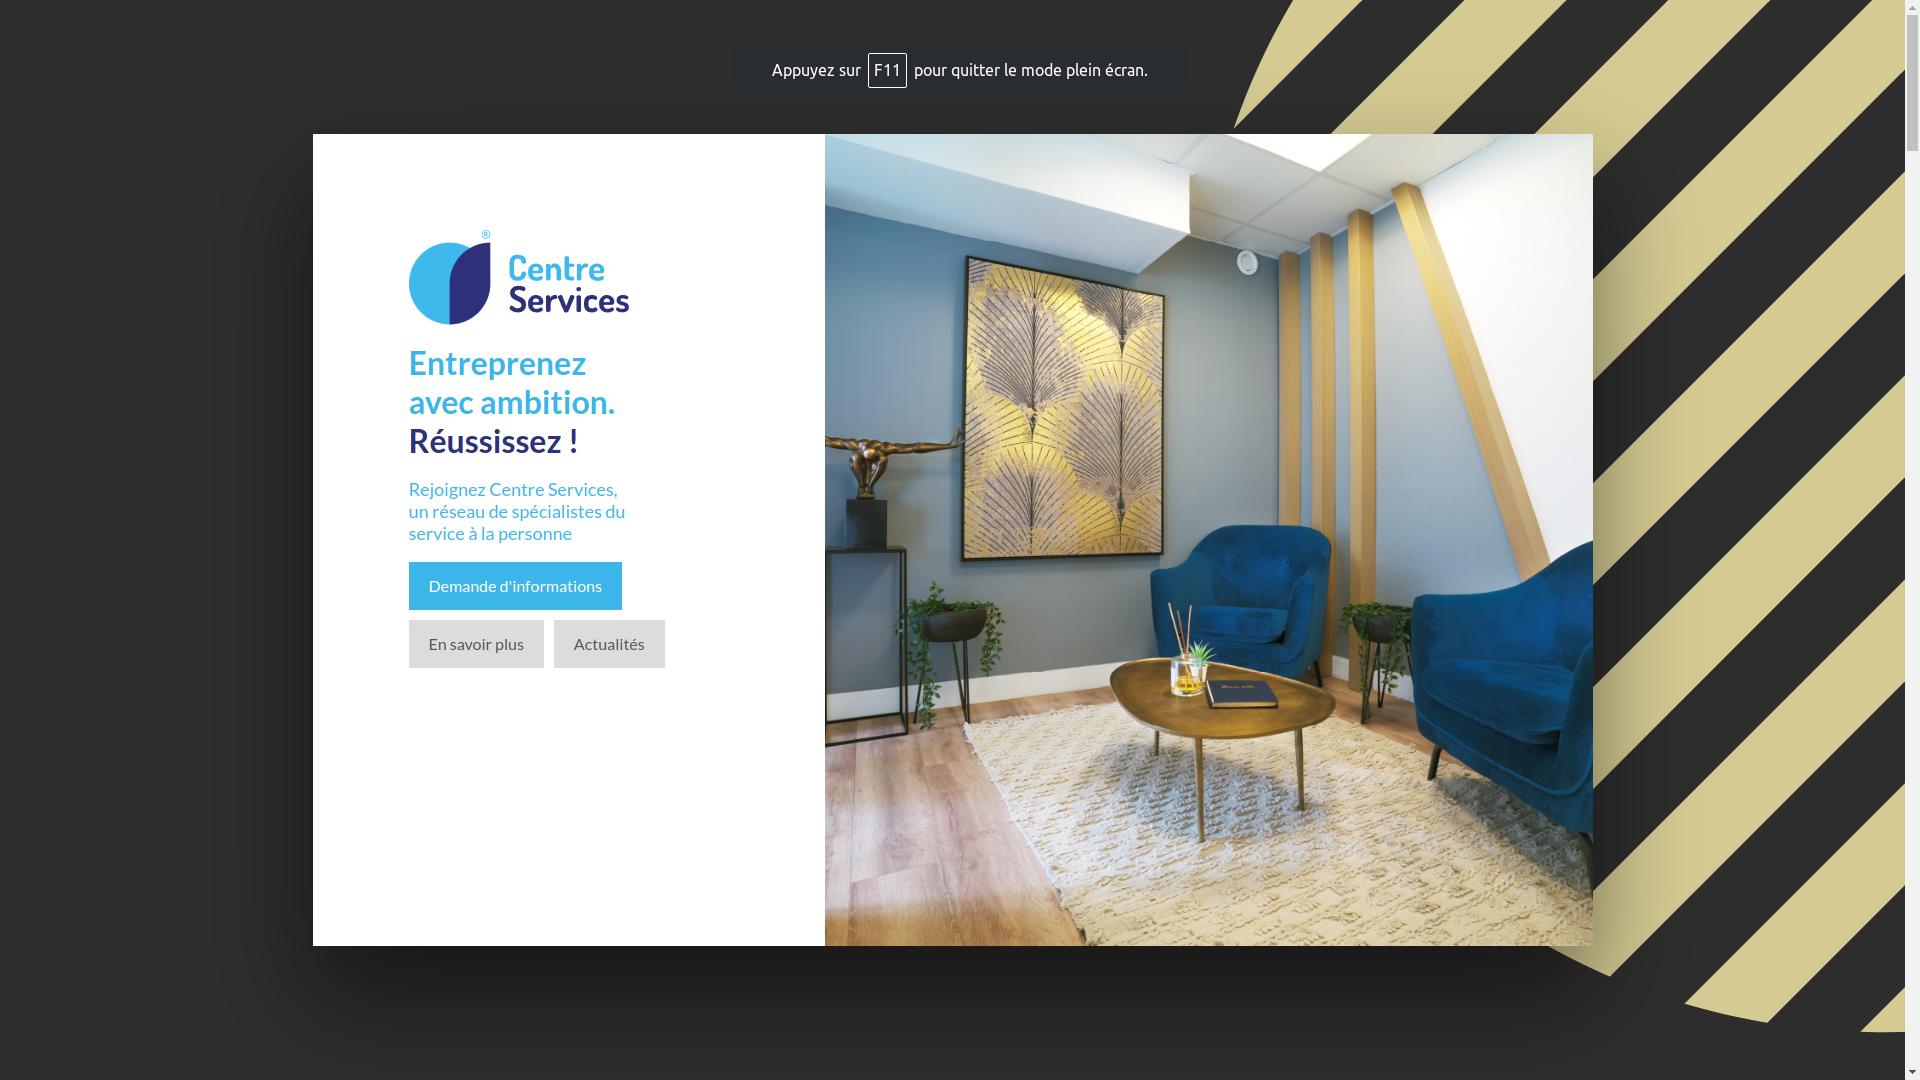 Appuyez sur F11 pour quitter le mode plein écran.
®
Centre
Services
Entreprenez
avec ambition.
Réussissez !
Rejoignez Centre Services,
un réseau de spécialistes du
service à la personne
Demande d'informations
En savoir plus
Actualités